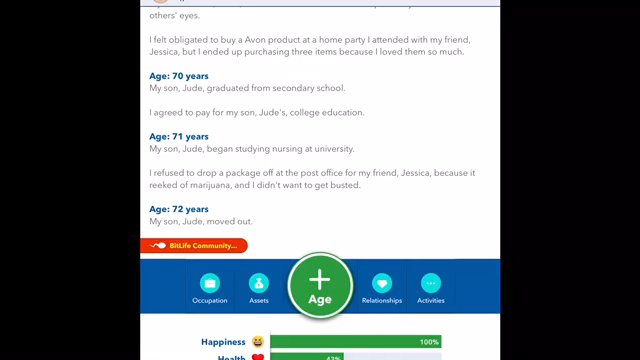 others' eyes.
I felt obligated to buy a Avon product at a home party I attended with my friend,
Jessica, but I ended up purchasing three items because I loved them so much.
Age: 70 years
My son, Jude, graduated from secondary school.
I agreed to pay for my son, Jude's, college education.
Age: 71 years
My son, Jude, began studying nursing at university.
I refused to drop a package off at the post office for my friend, Jessica, because it
reeked of marijuana, and I didn't want to get busted.
Age: 72 years
My son, Jude, moved out.
BitLife Community...
Occupation
Assets
Age
Relationships
Activities
Happiness
100%
Health
43%